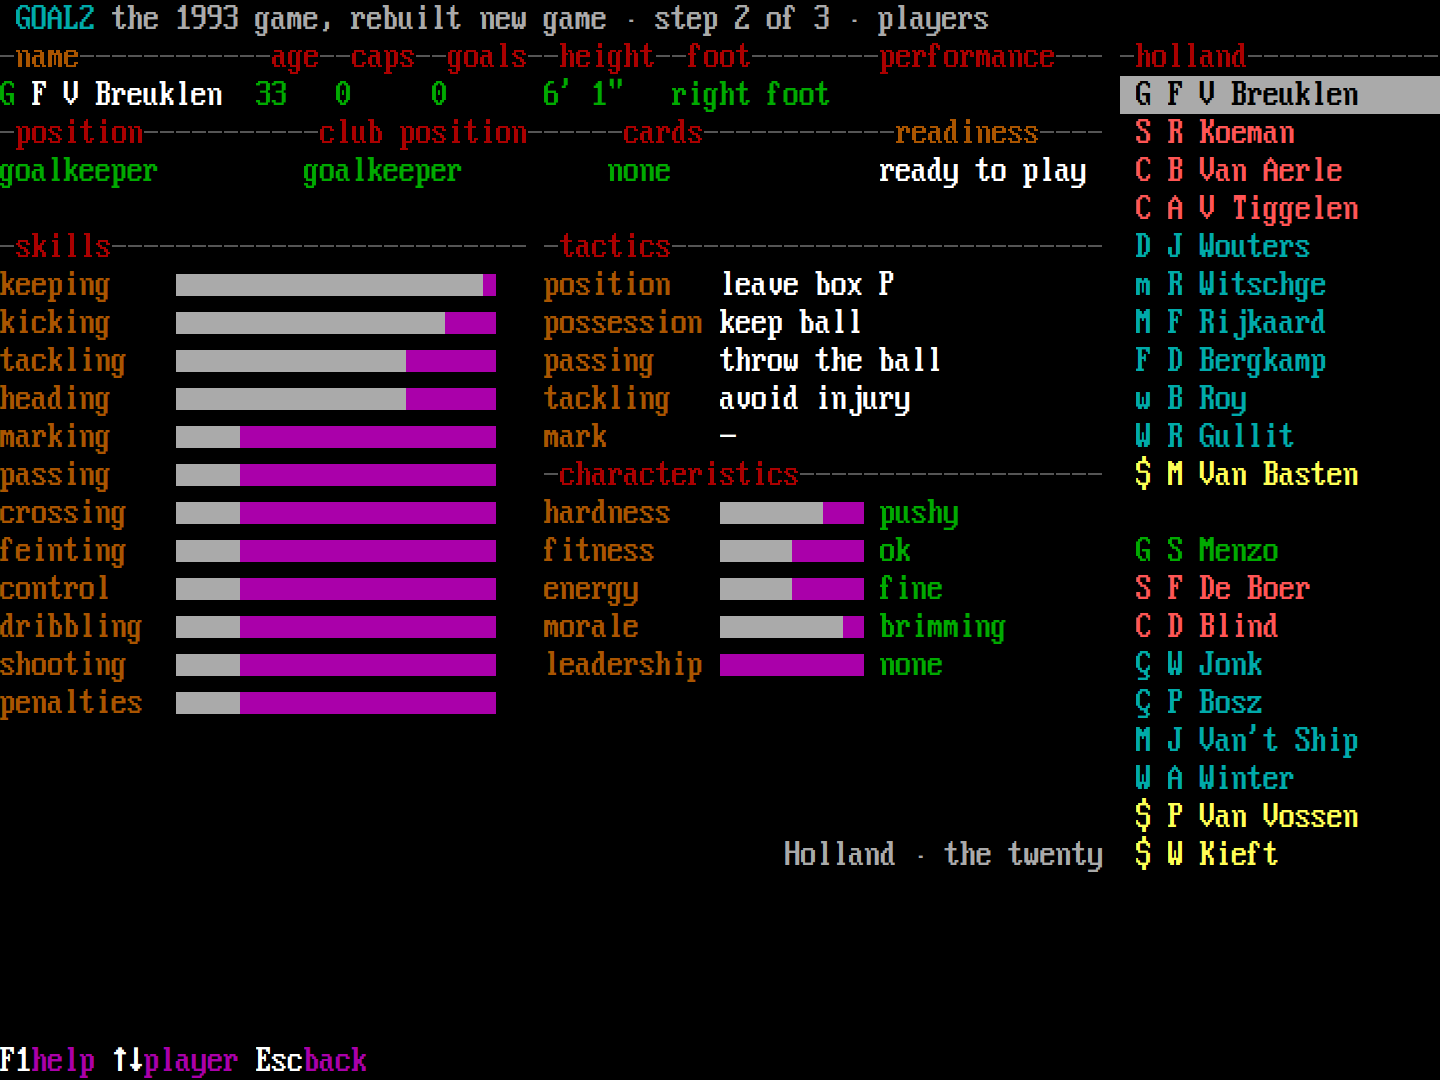 GOAL2 the 1993 game, rebuilt new game · step 2 of 3 · players
name age caps goals height foot performance holland
G F V Breuklen 33 0 0 6' 1" right foot G F V Breuklen
position club position cards readiness S R Koeman
goalkeeper goalkeeper none ready to play C B Van Aerle
C A V Tiggelen
skills tactics D J Wouters
keeping position leave box P m R Witschge
kicking possession keep ball M F Rijkaard
tackling passing throw the ball F D Bergkamp
heading tackling avoid injury w B Roy
marking mark – W R Gullit
passing characteristics $ M Van Basten
crossing hardness pushy
feinting fitness ok G S Menzo
control energy fine S F De Boer
dribbling morale brimming C D Blind
shooting leadership none Ç W Jonk
penalties Ç P Bosz
M J Van't Ship
W A Winter
$ P Van Vossen
Holland · the twenty $ W Kieft
F1help ↑↓player Escback